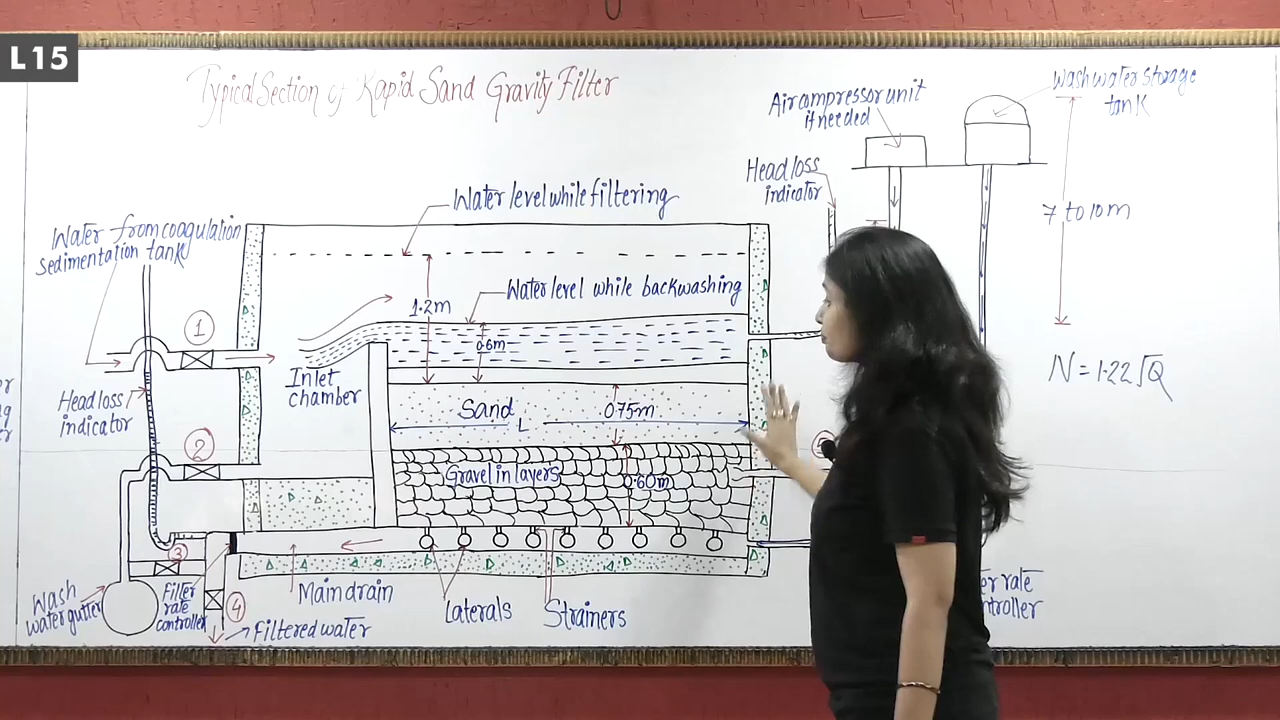 L15
Typical Section of Rapid Sand Gravity Filter
Aircompressor unit
if needed
Wash water storage
tank
Head loss
indicator
7 to 10m
Water level while filtering
Water from coagulation
sedimentation tank
Water level while backwashing
1.2m
0.6m
1
Inlet
chamber
Head loss
indicator
N = 1.22√Q
Sand
0.75m
L
2
Gravel in layers
0.60m
3
4
Wash
water gutter
Filter
rate
controller
Main drain
Laterals
Strainers
Filtered water
er rate
ntroller